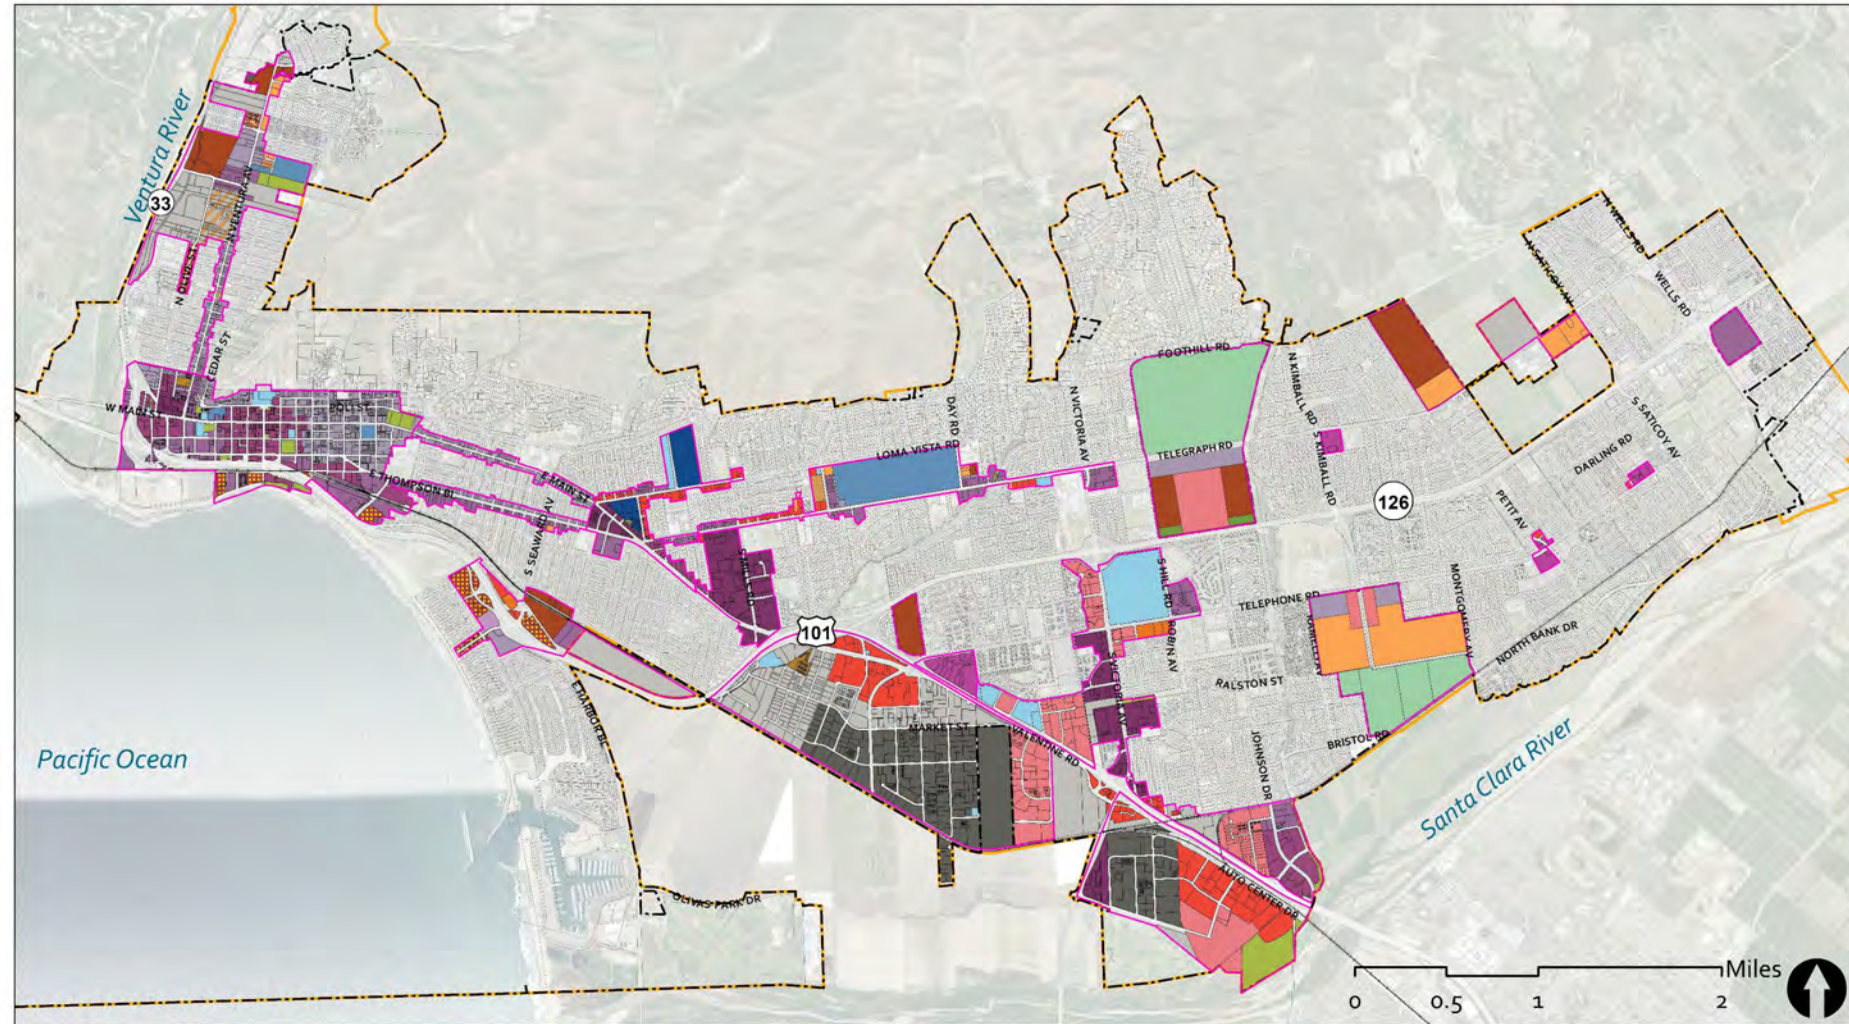 Ventura River
33
N VENTURA AV
N OLIVE ST
CEDAR ST
W MAIN ST
POLI ST
E THOMPSON BL
E MAIN ST
S SEAWARD AV
S MILLS RD
LOMA VISTA RD
DAY RD
N VICTORIA AV
FOOTHILL RD
TELEGRAPH RD
N KIMBALL RD
S KIMBALL RD
126
N SATICOY AV
N WELLS RD
WELLS RD
S SATICOY AV
DARLING RD
PETIT AV
MONTGOMERY AV
NORTH BANK DR
TELEPHONE RD
RAMELLI AV
S HILL RD
ROBIN AV
S VICTORIA AV
RALSTON ST
BRISTOL RD
JOHNSON DR
101
MARKET ST
VALENTINE RD
E HARBOR BL
OLIVAS PARK DR
AUTO CENTER DR
Pacific Ocean
Santa Clara River
Miles
0 0.5 1 2